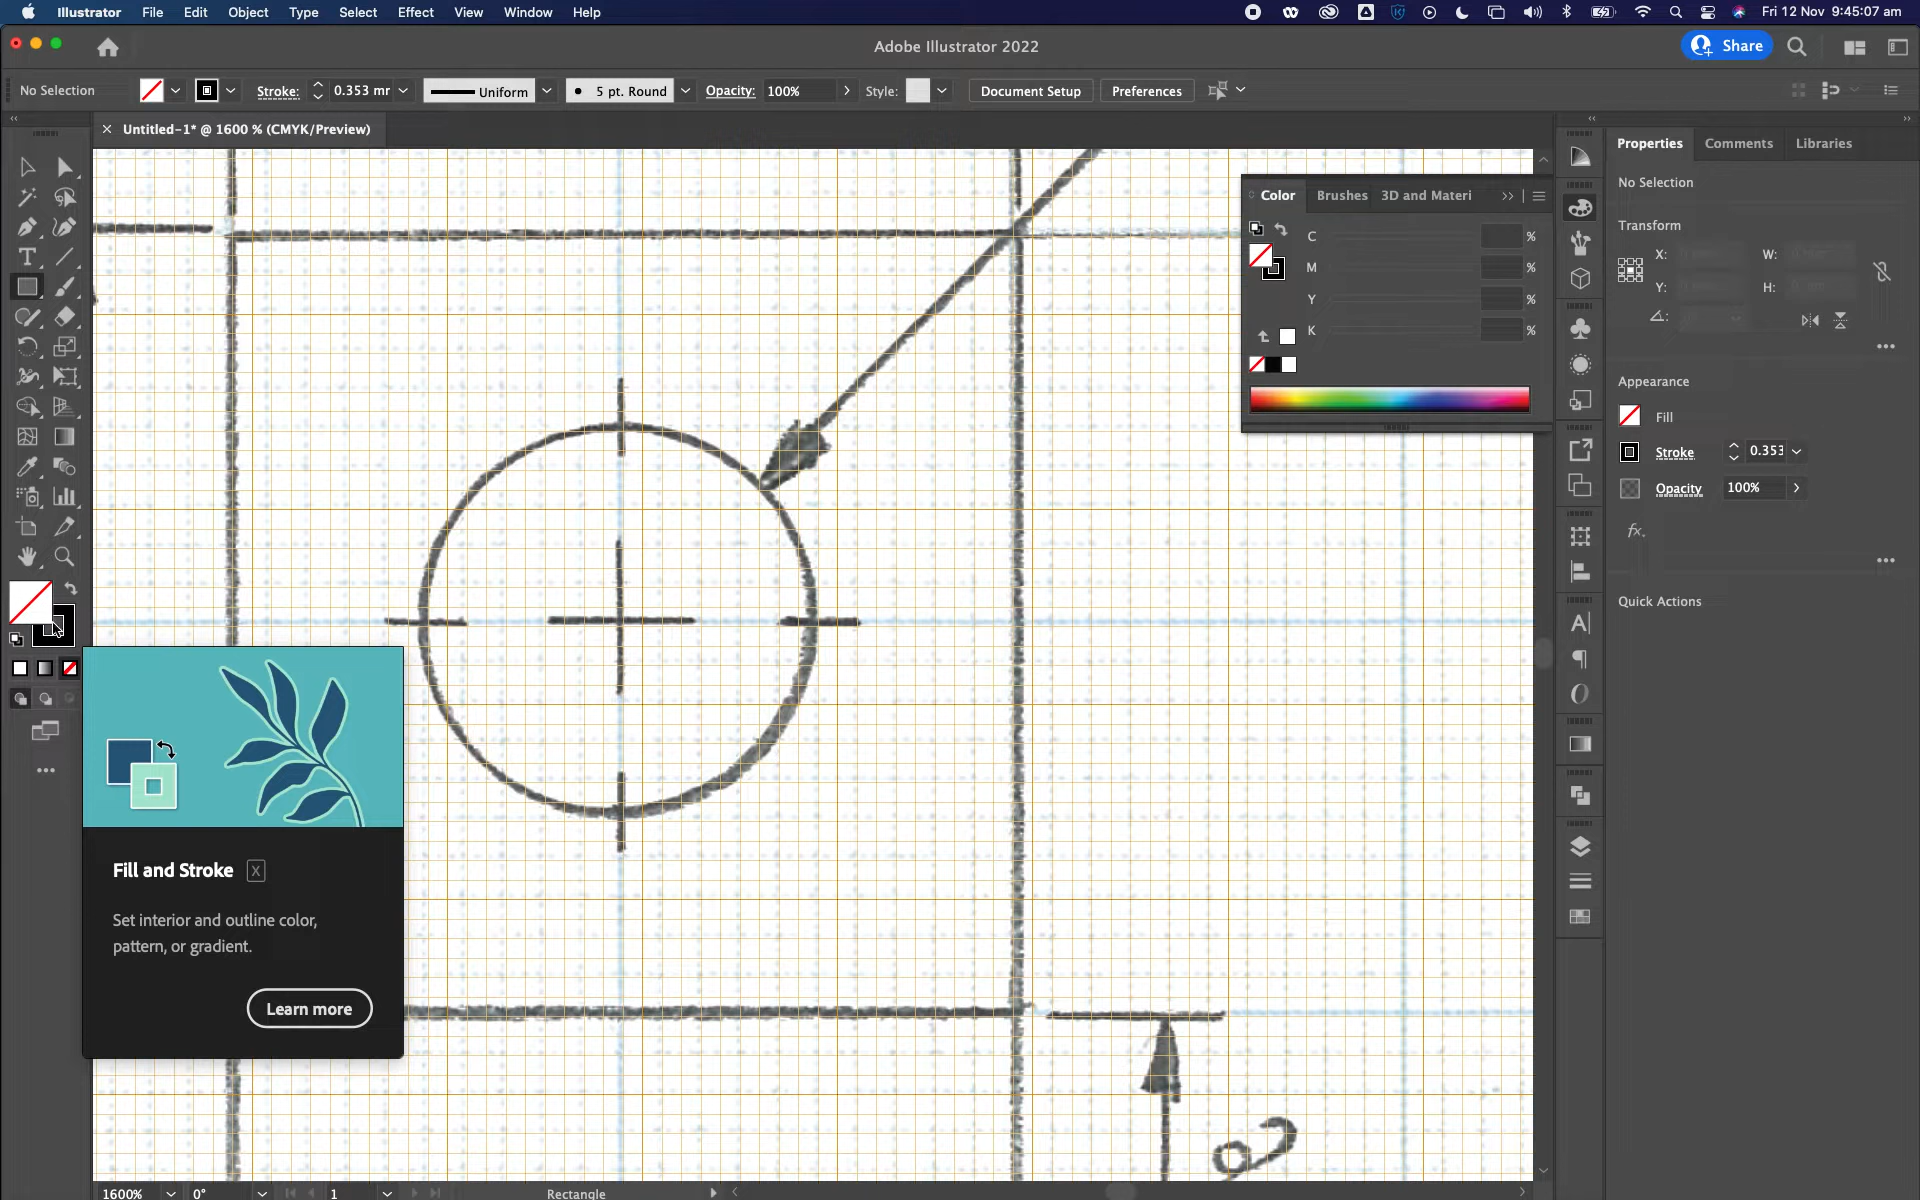 Illustrator File Edit Object Type Select Effect View Window Help Fri 12 Nov 9:45:07 am
Adobe Illustrator 2022 Share
No Selection Stroke: 0.353 mr Uniform 5 pt. Round Opacity: 100% Style: Document Setup Preferences
Untitled-1* @ 1600 % (CMYK/Preview)
Properties Comments Libraries
No Selection
Transform
X: W:
Y: H:
Appearance
Fill
Stroke 0.353
Opacity 100%
fx.
Quick Actions
Color Brushes 3D and Materi
C %
M %
Y %
K %
Fill and Stroke X
Set interior and outline color,
pattern, or gradient.
Learn more
1600% 0° 1 Rectangle